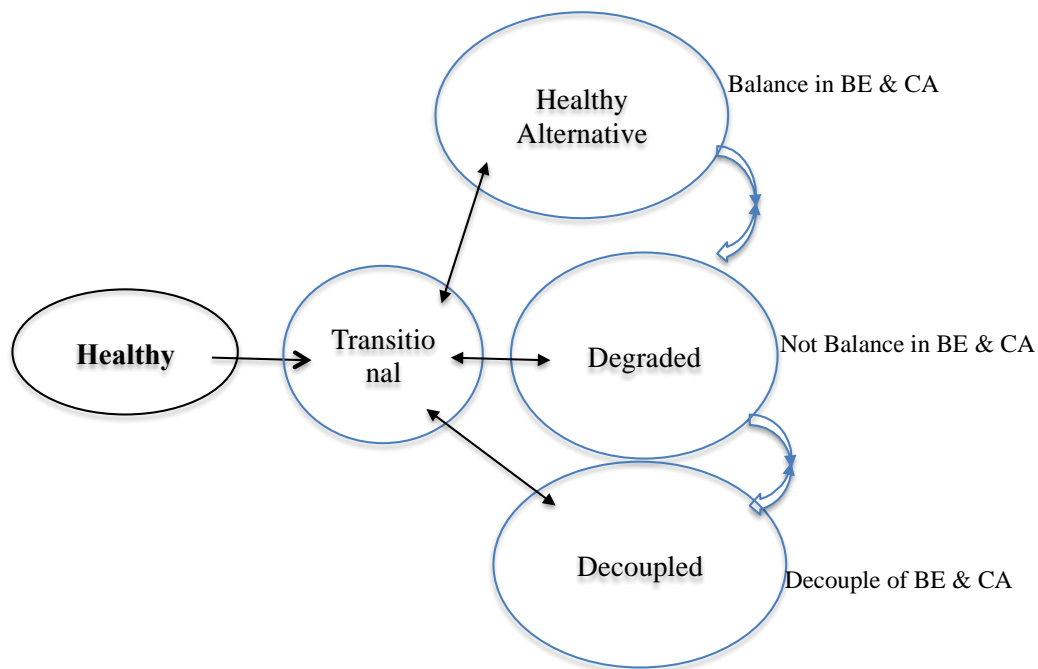 Balance in BE & CA
Healthy
Alternative
Healthy
Transitio
nal
Degraded
Not Balance in BE & CA
Decoupled
Decouple of BE & CA